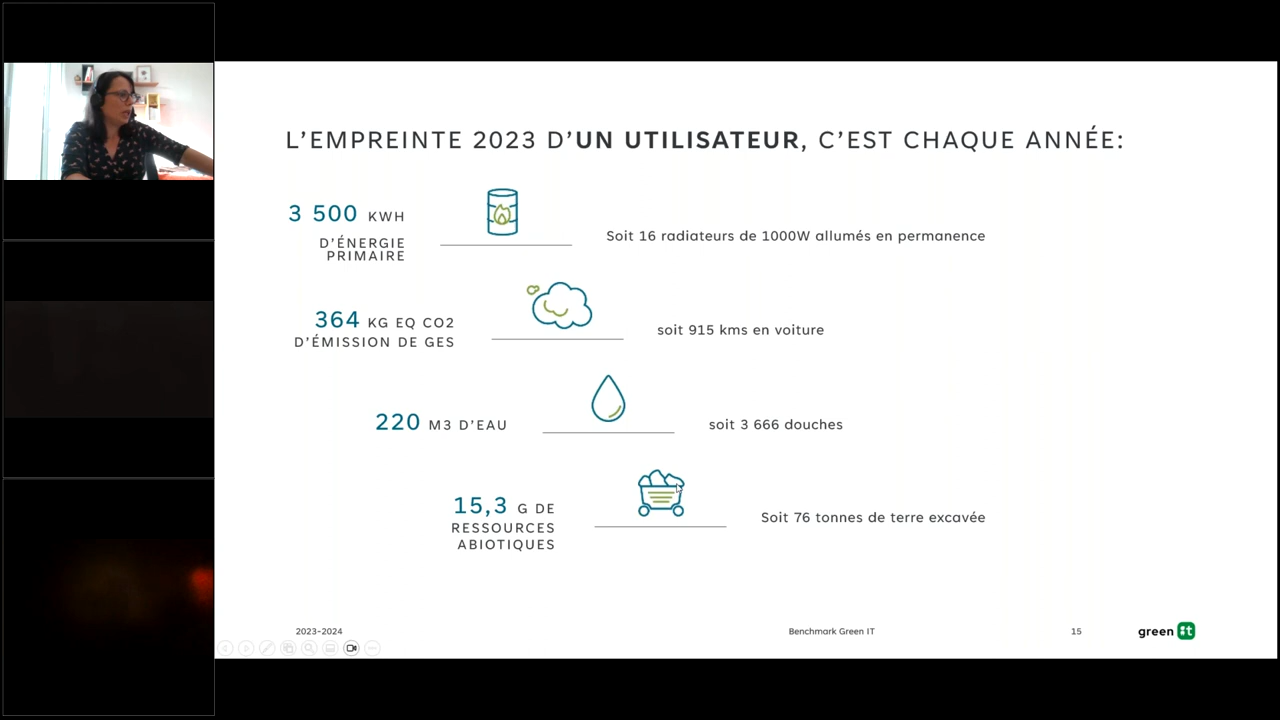 L’EMPREINTE 2023 D’UN UTILISATEUR, C’EST CHAQUE ANNÉE:
3 500 KWH
D’ÉNERGIE
PRIMAIRE
Soit 16 radiateurs de 1000W allumés en permanence
364 KG EQ CO2
D’ÉMISSION DE GES
soit 915 kms en voiture
220 M3 D’EAU
soit 3 666 douches
15,3 G DE
RESSOURCES
ABIOTIQUES
Soit 76 tonnes de terre excavée
2023-2024
Benchmark Green IT
15
green it